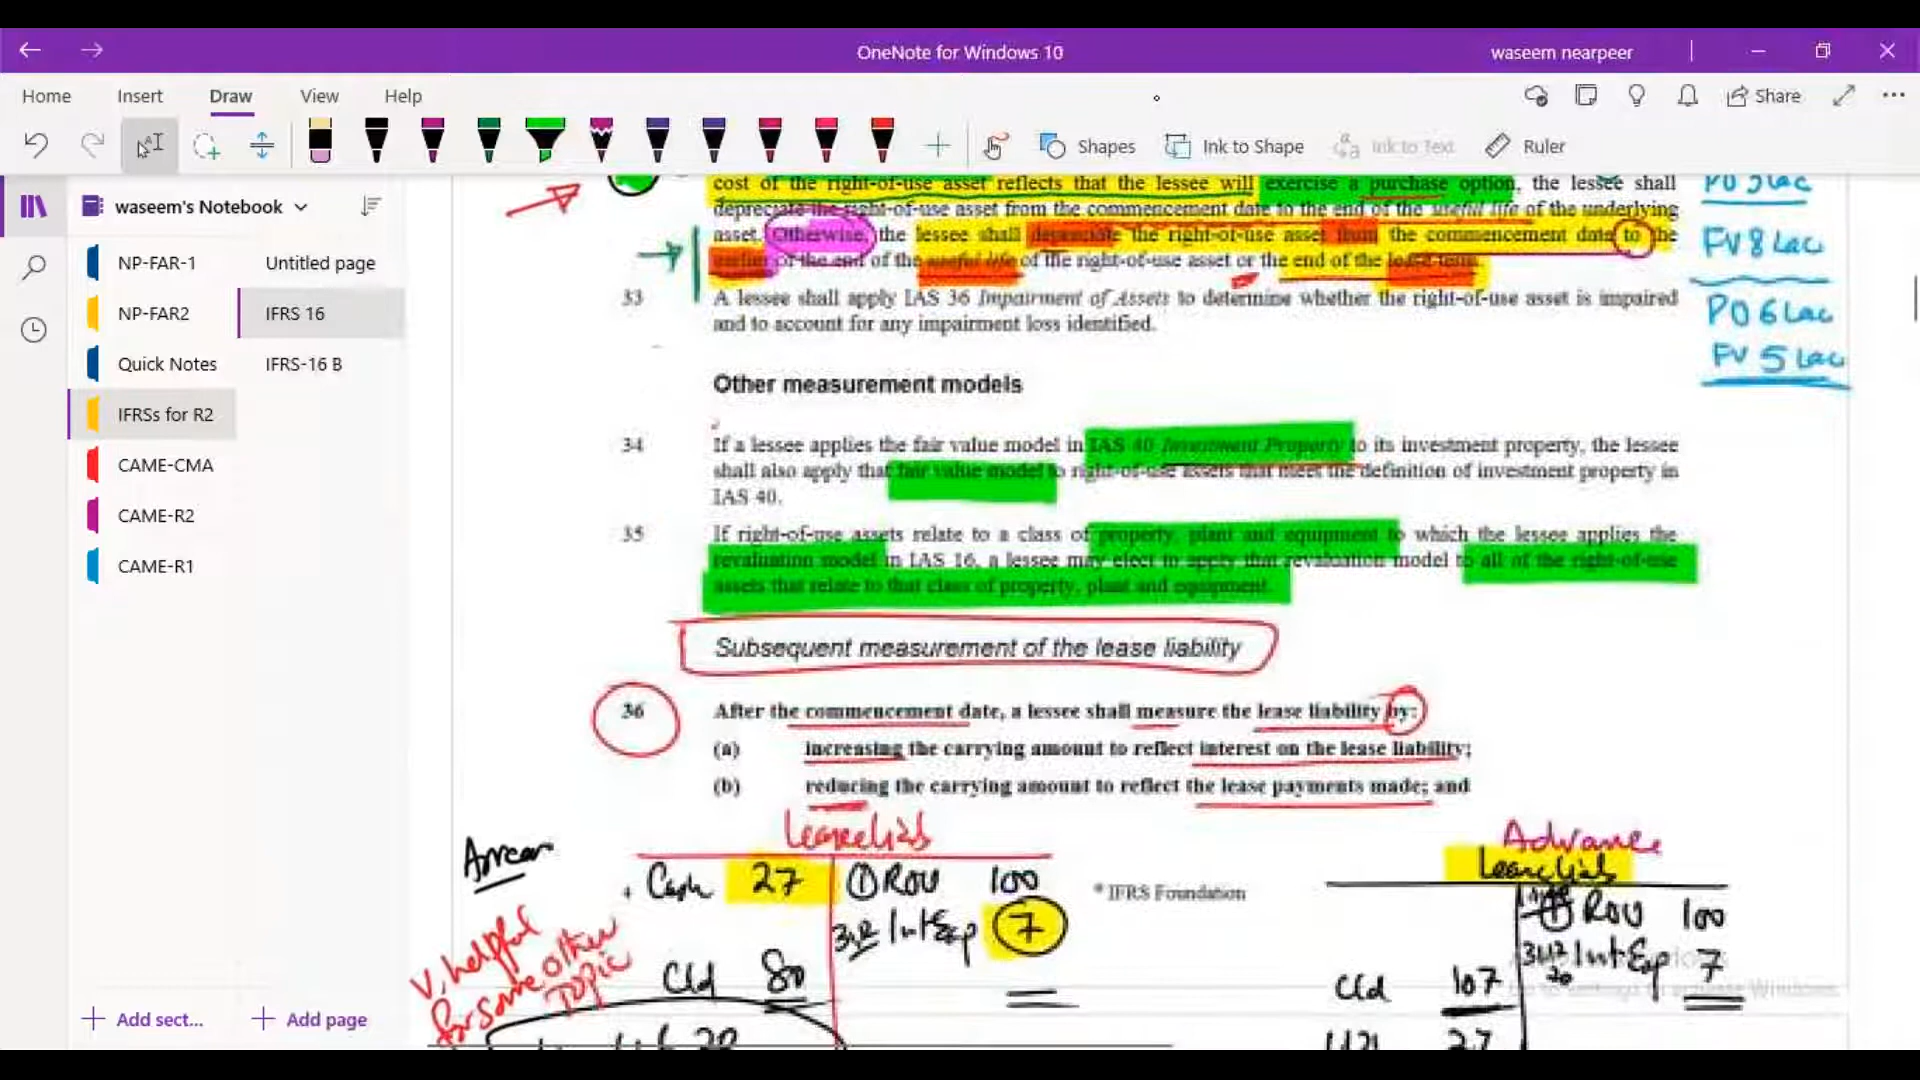 OneNote for Windows 10
waseem nearpeer
Home
Insert
Draw
View
Help
Share
Shapes
Ink to Shape
Ink to Text
Ruler
waseem's Notebook
NP-FAR-1
NP-FAR2
Quick Notes
IFRSs for R2
CAME-CMA
CAME-R2
CAME-R1
Untitled page
IFRS 16
IFRS-16 B
Add sect...
Add page
cost of the right-of-use asset reflects that the lessee will exercise a purchase option, the lessee shall
depreciate the right-of-use asset from the commencement date to the end of the useful life of the underlying
asset. Otherwise, the lessee shall depreciate the right-of-use asset from the commencement date to the
earlier of the end of the useful life of the right-of-use asset or the end of the lease term.
33 A lessee shall apply IAS 36 Impairment of Assets to determine whether the right-of-use asset is impaired
and to account for any impairment loss identified.
PO 5 Lac
FV 8 Lac
PO 6 Lac
FV 5 Lac
Other measurement models
34 If a lessee applies the fair value model in IAS 40 Investment Property to its investment property, the lessee
shall also apply that fair value model to right-of-use assets that meet the definition of investment property in
IAS 40.
35 If right-of-use assets relate to a class of property, plant and equipment to which the lessee applies the
revaluation model in IAS 16, a lessee may elect to apply that revaluation model to all of the right-of-use
assets that relate to that class of property, plant and equipment.
Subsequent measurement of the lease liability
36 After the commencement date, a lessee shall measure the lease liability by:
(a) increasing the carrying amount to reflect interest on the lease liability;
(b) reducing the carrying amount to reflect the lease payments made; and
Arrear
Lease Liab
Cash 27 1 ROU 100
Int Exp 7
C/d 80
V. helpful
for some other
Topic
© IFRS Foundation
Advance
Lease Liab
1 ROU 100
Int Exp 7
C/d 107
27